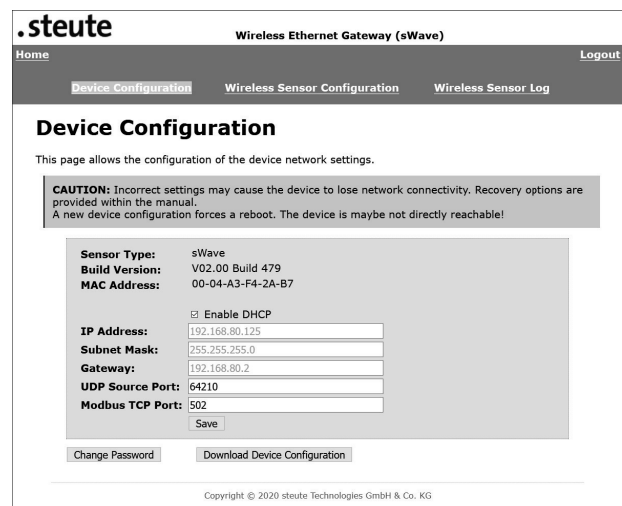 .steute
Wireless Ethernet Gateway (sWave)
Home
Logout
Device Configuration
Wireless Sensor Configuration
Wireless Sensor Log
Device Configuration
This page allows the configuration of the device network settings.
CAUTION: Incorrect settings may cause the device to lose network connectivity. Recovery options are
provided within the manual.
A new device configuration forces a reboot. The device is maybe not directly reachable!
Sensor Type: sWave
Build Version: V02.00 Build 479
MAC Address: 00-04-A3-F4-2A-B7
Enable DHCP
IP Address: 192.168.80.125
Subnet Mask: 255.255.255.0
Gateway: 192.168.80.2
UDP Source Port: 64210
Modbus TCP Port: 502
Save
Change Password
Download Device Configuration
Copyright © 2020 steute Technologies GmbH & Co. KG